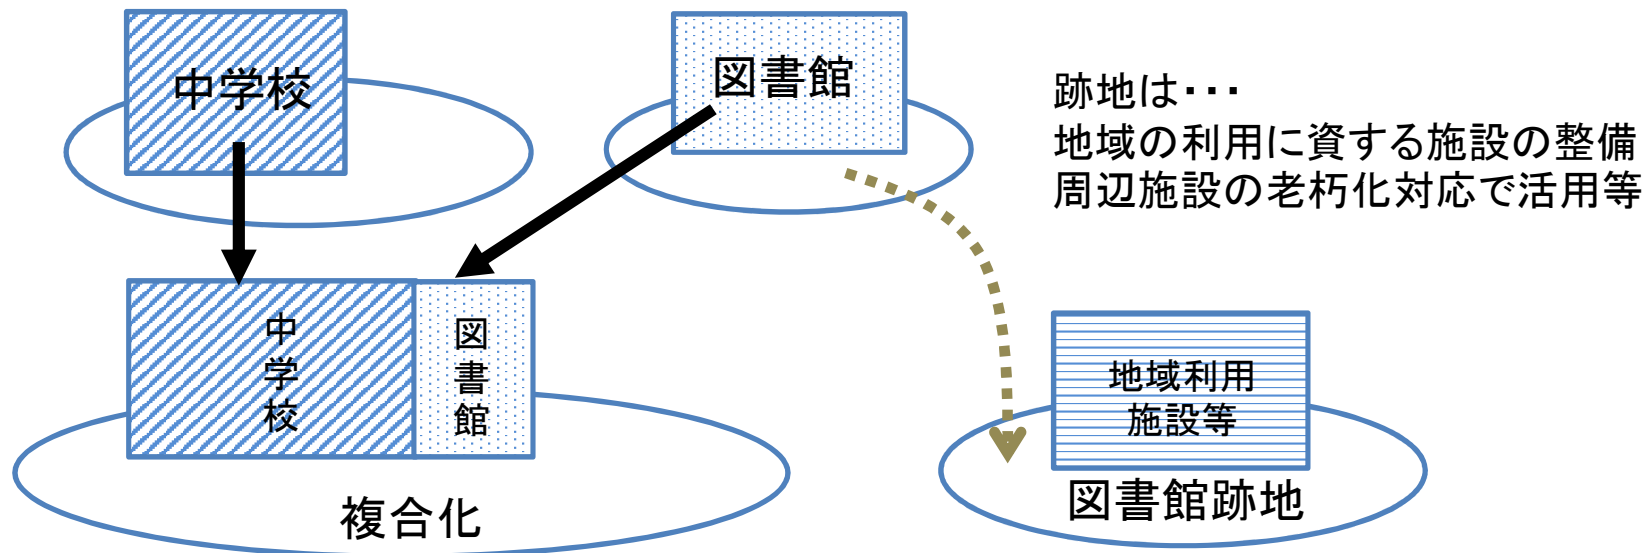 中学校
図書館
跡地は・・・
地域の利用に資する施設の整備
周辺施設の老朽化対応で活用等
中学校
図書館
地域利用
施設等
複合化
図書館跡地